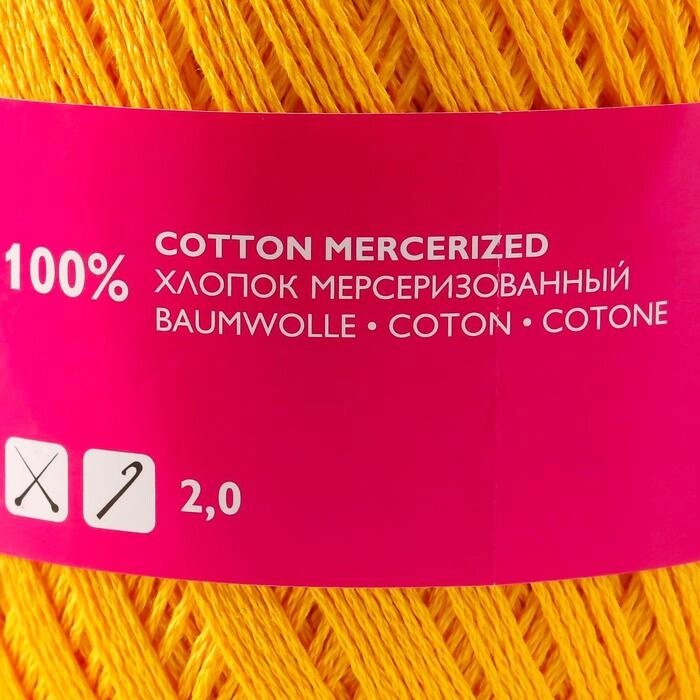 100%
COTTON MERCERIZED
ХЛОПОК МЕРСЕРИЗОВАННЫЙ
BAUMWOLLE • COTON • COTONE
2,0